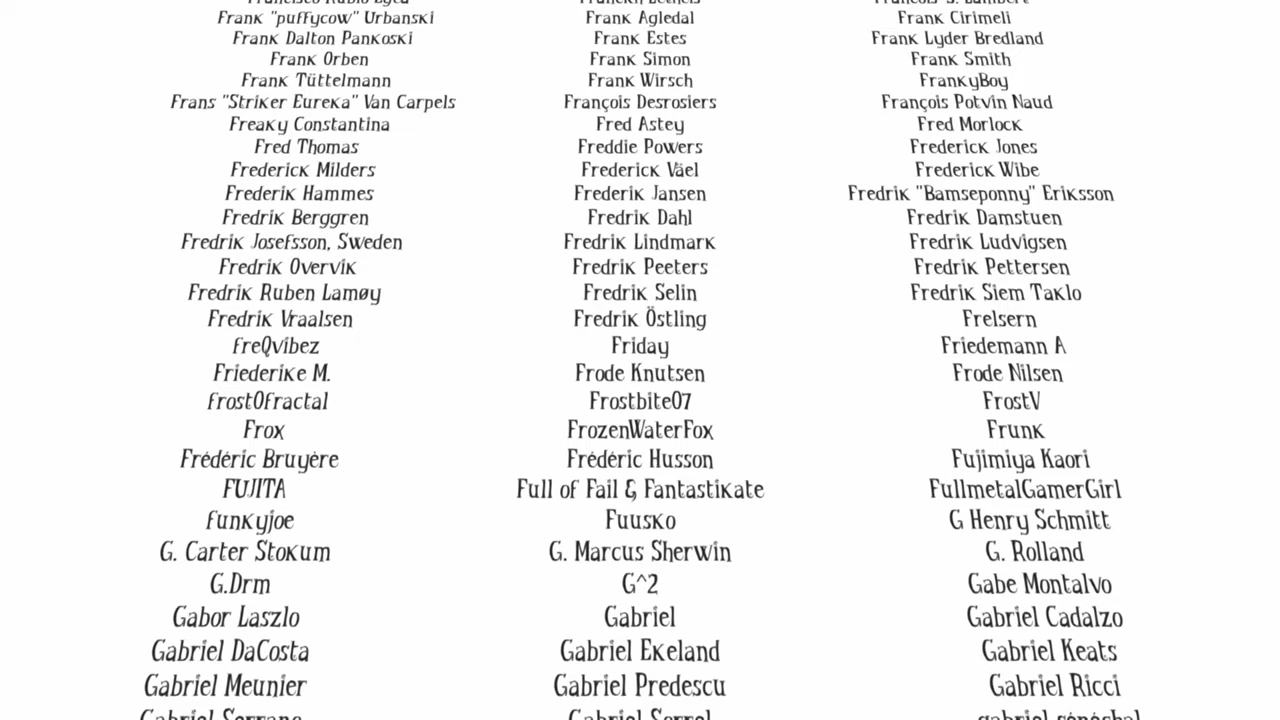 Frank "puffycow" Urbanski Frank Agledal Frank Cirimeli
Frank Dalton Pankoski Frank Estes Frank Lyder Bredland
Frank Orben Frank Simon Frank Smith
Frank Tüttelmann Frank Wirsch FrankyBoy
Frans "Striker Eureka" Van Carpels François Desrosiers François Potvin Naud
Freaky Constantina Fred Astey Fred Morlock
Fred Thomas Freddie Powers Frederick Jones
Frederick Milders Frederick Väel Frederick Wibe
Frederik Hammes Frederik Jansen Fredrik "Bamseponny" Eriksson
Fredrik Berggren Fredrik Dahl Fredrik Damstuen
Fredrik Josefsson, Sweden Fredrik Lindmark Fredrik Ludvigsen
Fredrik Overvik Fredrik Peeters Fredrik Pettersen
Fredrik Ruben Lamøy Fredrik Selin Fredrik Siem Taklo
Fredrik Vraalsen Fredrik Östling Frelsern
freQvibez Friday Friedemann A
Friederike M. Frode Knutsen Frode Nilsen
frost0fractal Frostbite07 FrostV
Frox FrozenWaterFox Frunk
Frédéric Bruyère Frédéric Husson Fujimiya Kaori
FUJITA Full of Fail & Fantastikate FullmetalGamerGirl
funkyjoe Fuusko G Henry Schmitt
G. Carter Stokum G. Marcus Sherwin G. Rolland
G.Drm G^2 Gabe Montalvo
Gabor Laszlo Gabriel Gabriel Cadalzo
Gabriel DaCosta Gabriel Ekeland Gabriel Keats
Gabriel Meunier Gabriel Predescu Gabriel Ricci
Gabriel Gabriel gabriel